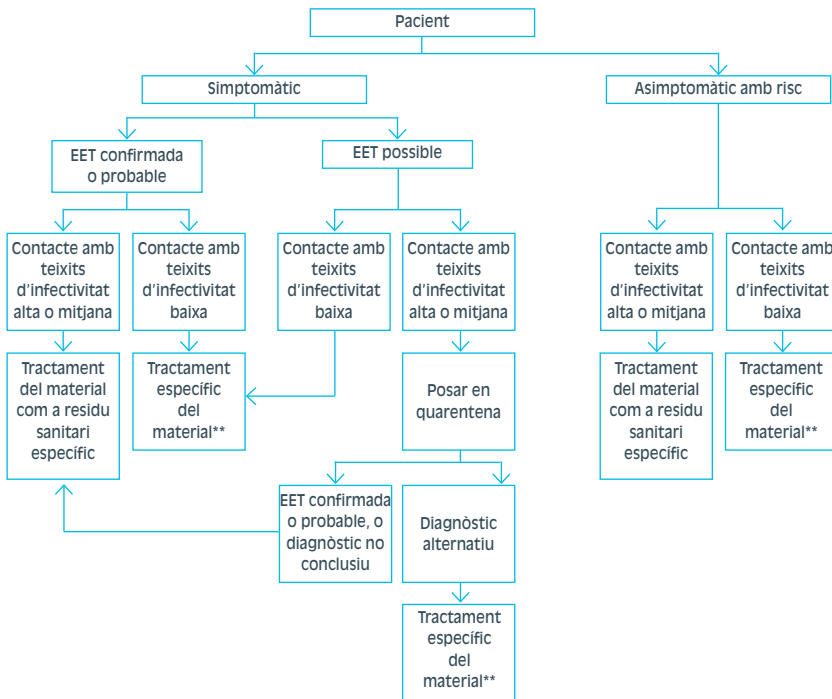 Pacient
Simptomàtic
Asimptomàtic amb risc
EET confirmada
o probable
EET possible
Contacte amb
teixits
d'infectivitat
alta o mitjana
Contacte amb
teixits
d'infectivitat
baixa
Contacte amb
teixits
d'infectivitat
baixa
Contacte amb
teixits
d'infectivitat
alta o mitjana
Contacte amb
teixits
d'infectivitat
alta o mitjana
Contacte amb
teixits
d'infectivitat
baixa
Tractament
del material
com a residu
sanitari
específic
Tractament
específic
del
material**
Posar en
quarentena
Tractament
del material
com a residu
sanitari
específic
Tractament
específic
del
material**
EET confirmada
o probable, o
diagnòstic no
conclusiu
Diagnòstic
alternatiu
Tractament
específic
del
material**